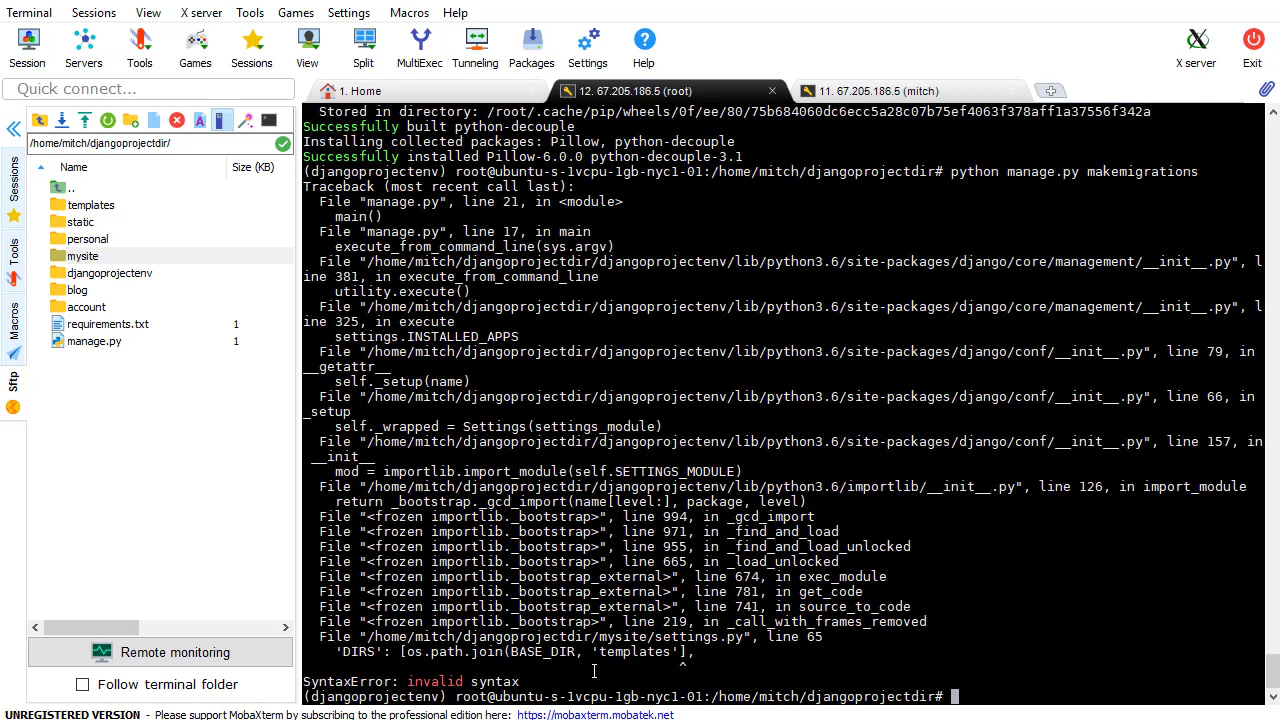 Terminal Sessions View X server Tools Games Settings Macros Help
Session Servers Tools Games Sessions View Split MultiExec Tunneling Packages Settings Help X server Exit
Quick connect...
1. Home
12. 67.205.186.5 (root)
11. 67.205.186.5 (mitch)
/home/mitch/djangoprojectdir/
Name Size (KB)
..
templates
static
personal
mysite
djangoprojectenv
blog
account
requirements.txt 1
manage.py 1
Sessions
Tools
Macros
Sftp
Remote monitoring
Follow terminal folder
Stored in directory: /root/.cache/pip/wheels/0f/ee/80/75b684060dc6ecc5a28c07b75ef4063f378aff1a37556f342a
Successfully built python-decouple
Installing collected packages: Pillow, python-decouple
Successfully installed Pillow-6.0.0 python-decouple-3.1
(djangoprojectenv) root@ubuntu-s-1vcpu-1gb-nyc1-01:/home/mitch/djangoprojectdir# python manage.py makemigrations
Traceback (most recent call last):
File "manage.py", line 21, in <module>
main()
File "manage.py", line 17, in main
execute_from_command_line(sys.argv)
File "/home/mitch/djangoprojectdir/djangoprojectenv/lib/python3.6/site-packages/django/core/management/__init__.py", l
ine 381, in execute_from_command_line
utility.execute()
File "/home/mitch/djangoprojectdir/djangoprojectenv/lib/python3.6/site-packages/django/core/management/__init__.py", l
ine 325, in execute
settings.INSTALLED_APPS
File "/home/mitch/djangoprojectdir/djangoprojectenv/lib/python3.6/site-packages/django/conf/__init__.py", line 79, in
__getattr__
self._setup(name)
File "/home/mitch/djangoprojectdir/djangoprojectenv/lib/python3.6/site-packages/django/conf/__init__.py", line 66, in
_setup
self._wrapped = Settings(settings_module)
File "/home/mitch/djangoprojectdir/djangoprojectenv/lib/python3.6/site-packages/django/conf/__init__.py", line 157, in
__init__
mod = importlib.import_module(self.SETTINGS_MODULE)
File "/home/mitch/djangoprojectdir/djangoprojectenv/lib/python3.6/importlib/__init__.py", line 126, in import_module
return _bootstrap._gcd_import(name[level:], package, level)
File "<frozen importlib._bootstrap>", line 994, in _gcd_import
File "<frozen importlib._bootstrap>", line 971, in _find_and_load
File "<frozen importlib._bootstrap>", line 955, in _find_and_load_unlocked
File "<frozen importlib._bootstrap>", line 665, in _load_unlocked
File "<frozen importlib._bootstrap_external>", line 674, in exec_module
File "<frozen importlib._bootstrap_external>", line 781, in get_code
File "<frozen importlib._bootstrap_external>", line 741, in source_to_code
File "<frozen importlib._bootstrap>", line 219, in _call_with_frames_removed
File "/home/mitch/djangoprojectdir/mysite/settings.py", line 65
'DIRS': [os.path.join(BASE_DIR, 'templates'],
^
SyntaxError: invalid syntax
(djangoprojectenv) root@ubuntu-s-1vcpu-1gb-nyc1-01:/home/mitch/djangoprojectdir#
UNREGISTERED VERSION - Please support MobaXterm by subscribing to the professional edition here: https://mobaxterm.mobatek.net